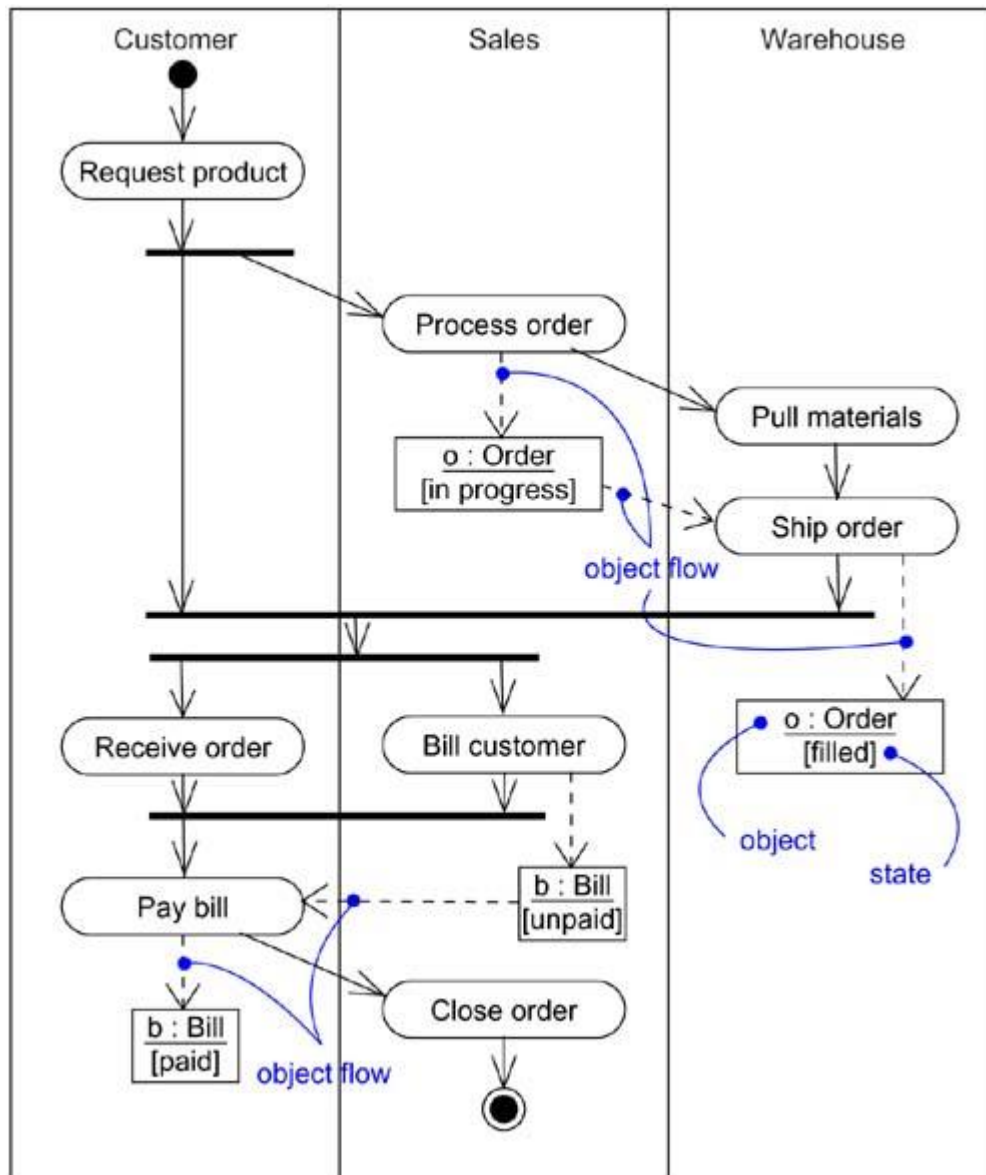 Customer
Sales
Warehouse
Request product
Process order
Pull materials
o : Order
[in progress]
Ship order
object flow
Receive order
Bill customer
o : Order
[filled]
object
state
Pay bill
b : Bill
[unpaid]
Close order
b : Bill
[paid]
object flow